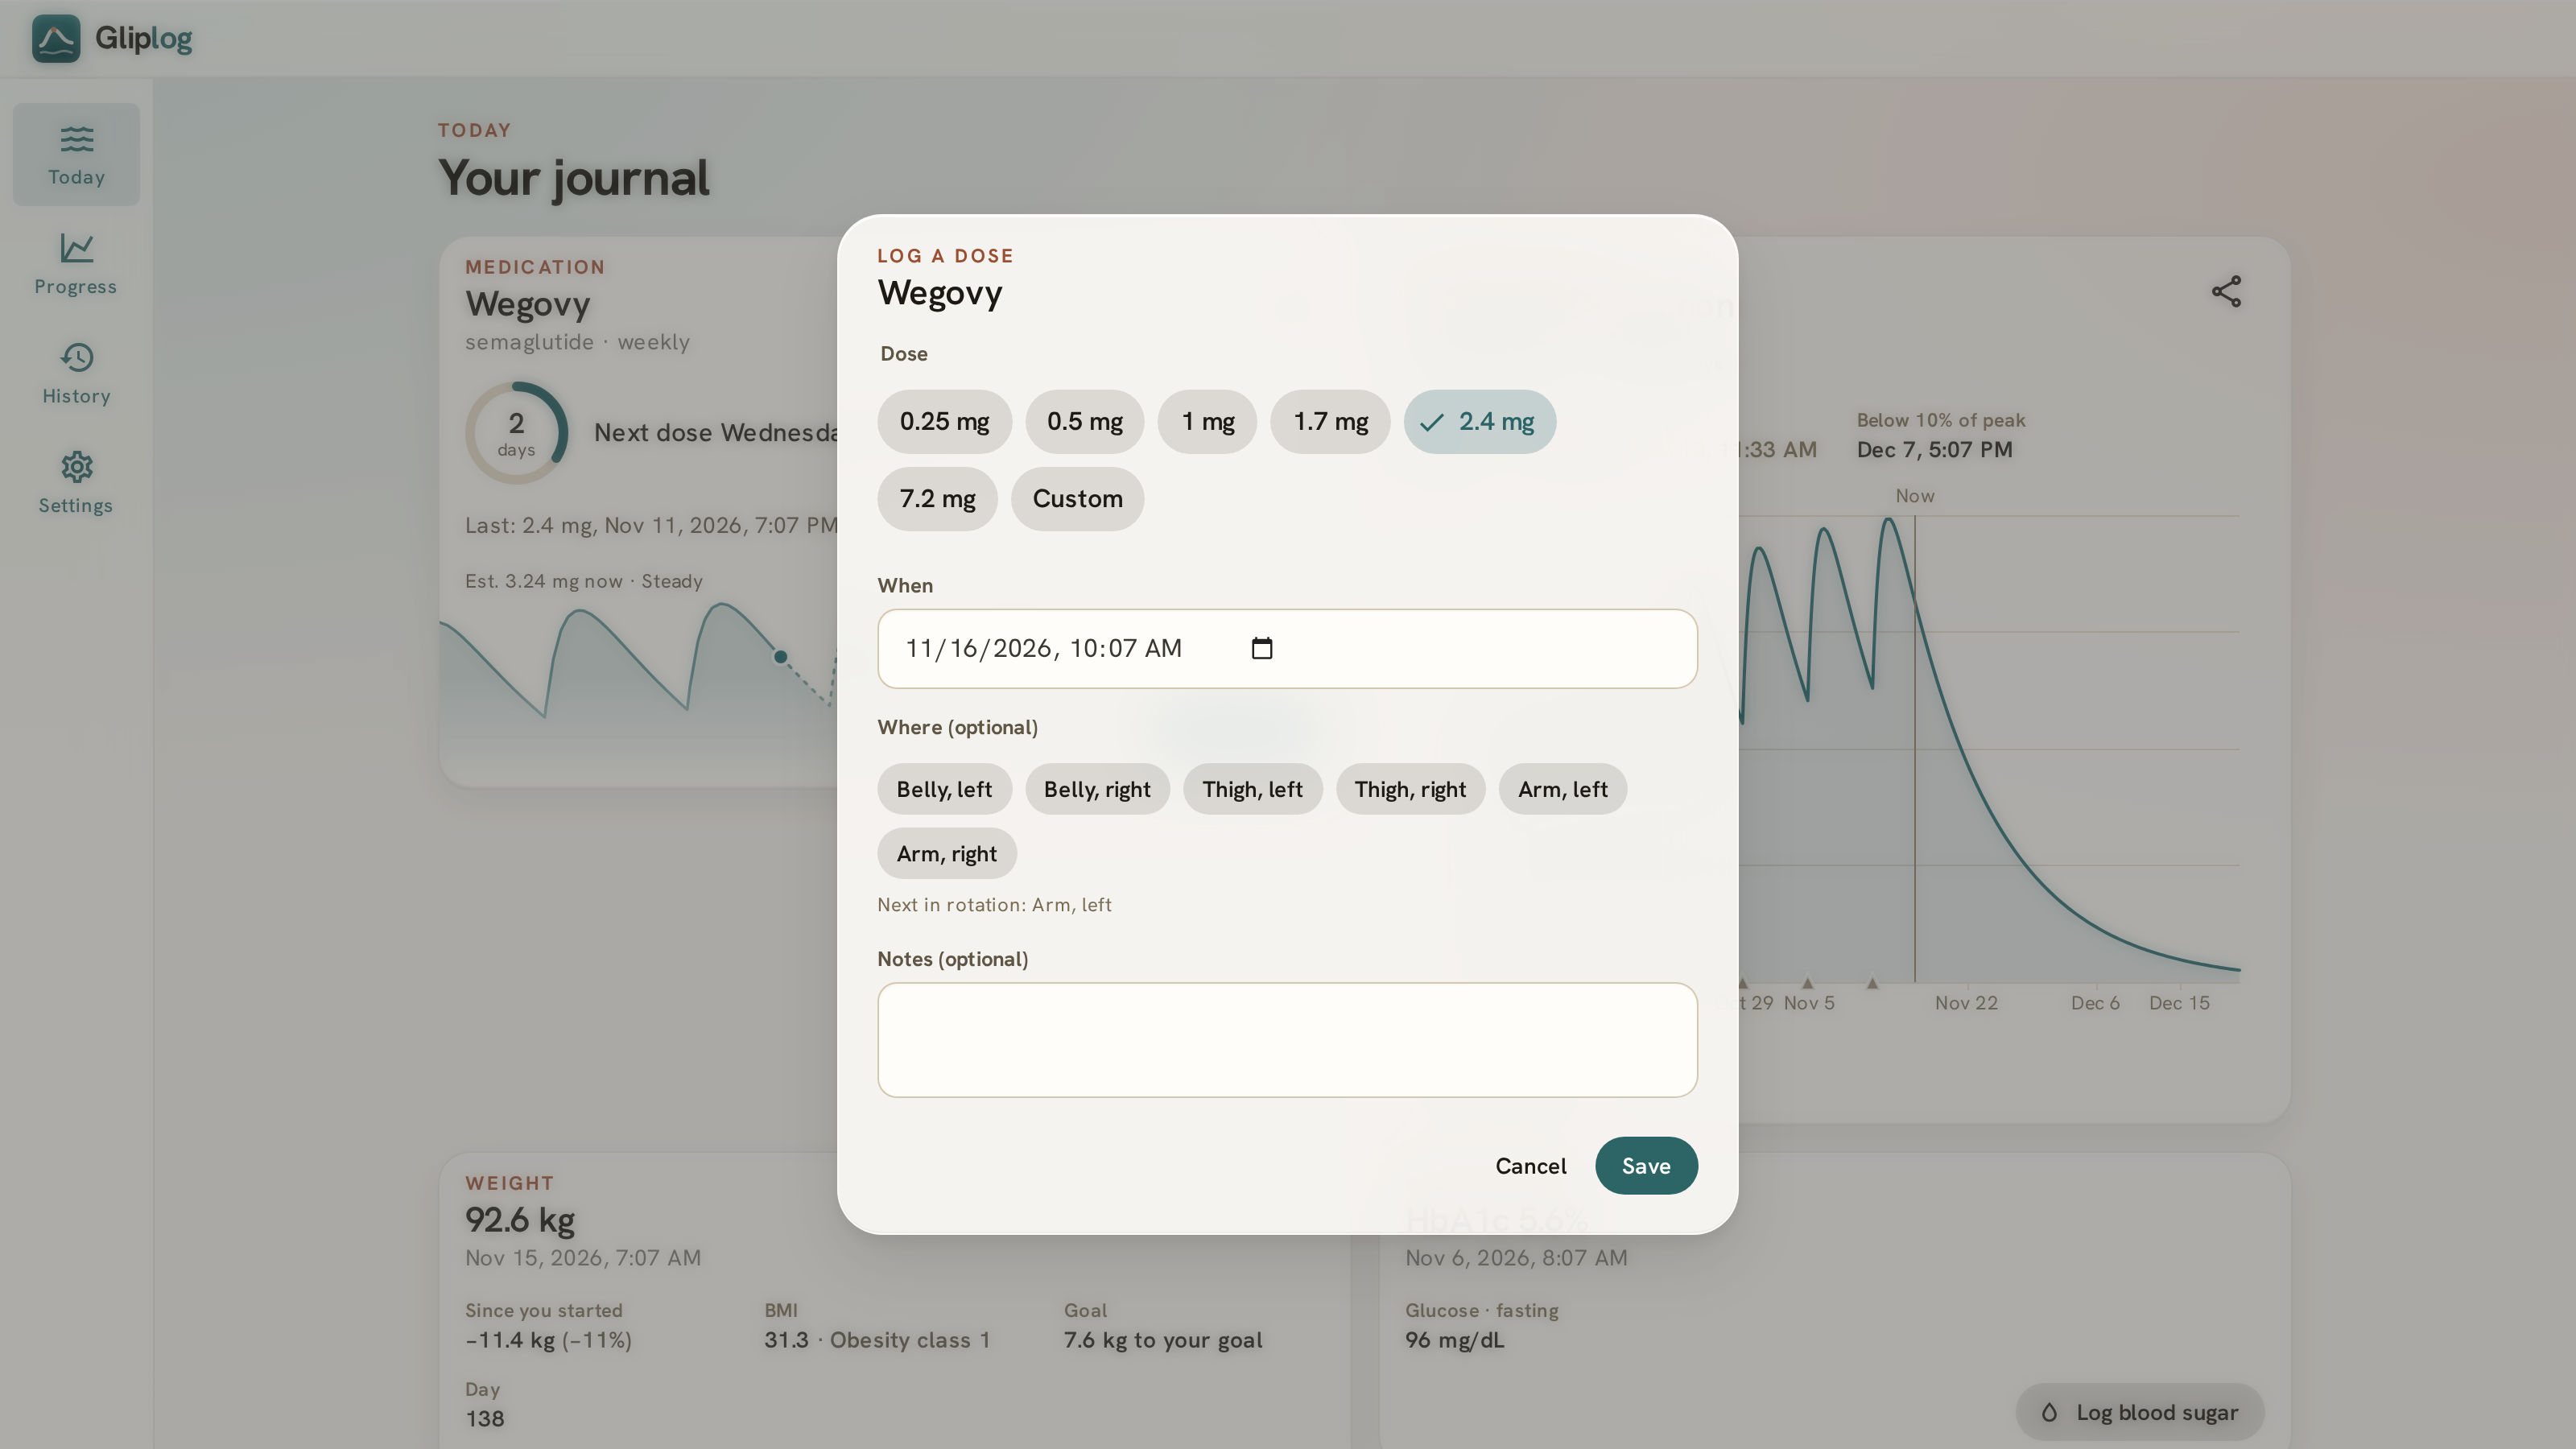 Gliplog
Today
Progress
History
Settings
TODAY
Your journal
MEDICATION
Wegovy
semaglutide · weekly
2
days
Next dose
Last: 2.4 mg, Nov 11, 2026, 7:07 PM
Est. 3.24 mg now · Steady
LOG A DOSE
Wegovy
Dose
0.25 mg
0.5 mg
1 mg
1.7 mg
2.4 mg
7.2 mg
Custom
When
11/16/2026, 10:07 AM
Where (optional)
Belly, left
Belly, right
Thigh, left
Thigh, right
Arm, left
Arm, right
Next in rotation: Arm, left
Notes (optional)
Cancel
Save
Below 10% of peak
:33 AM
Dec 7, 5:07 PM
Now
29
Nov 5
Nov 22
Dec 6
Dec 15
WEIGHT
92.6 kg
Nov 15, 2026, 7:07 AM
Since you started
−11.4 kg (−11%)
BMI
31.3 · Obesity class 1
Goal
7.6 kg to your goal
Day
138
HbA1c 5.6%
Nov 6, 2026, 8:07 AM
Glucose · fasting
96 mg/dL
Log blood sugar